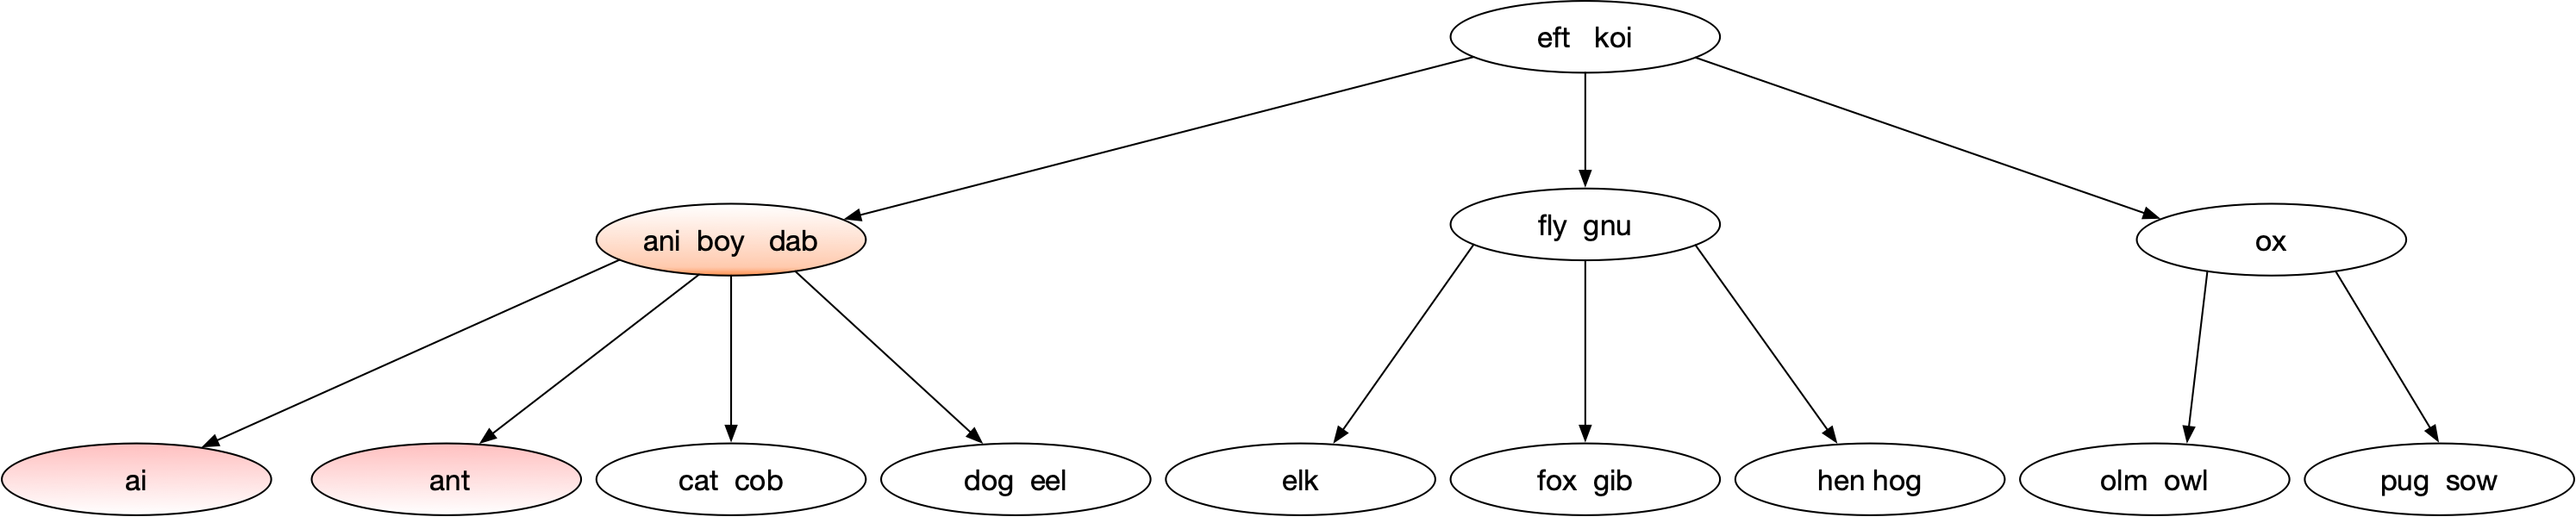 eft koi
ani boy dab
fly gnu
ox
ai
ant
cat cob
dog eel
elk
fox gib
hen hog
olm owl
pug sow